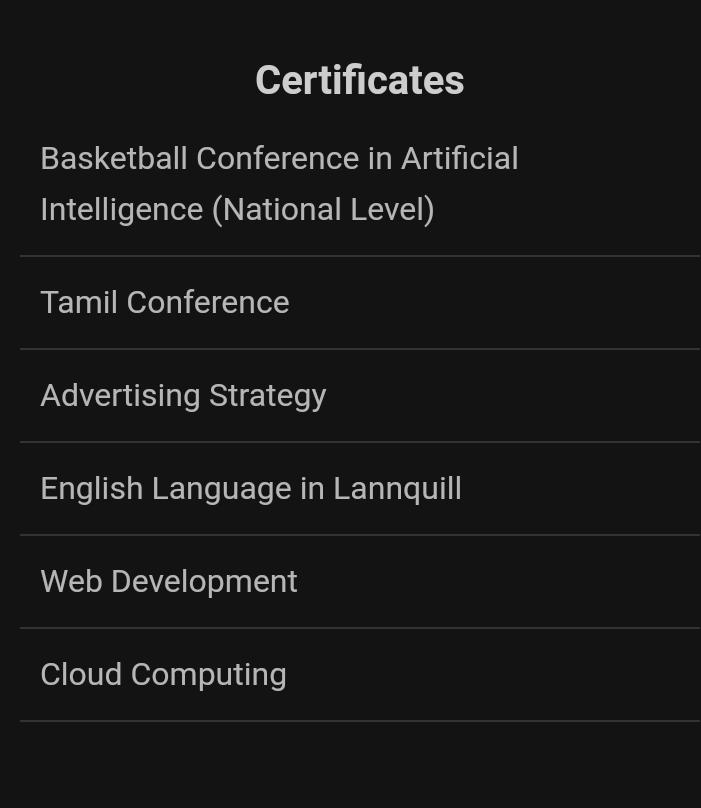 Certificates
Basketball Conference in Artificial
Intelligence (National Level)
Tamil Conference
Advertising Strategy
English Language in Lannquill
Web Development
Cloud Computing